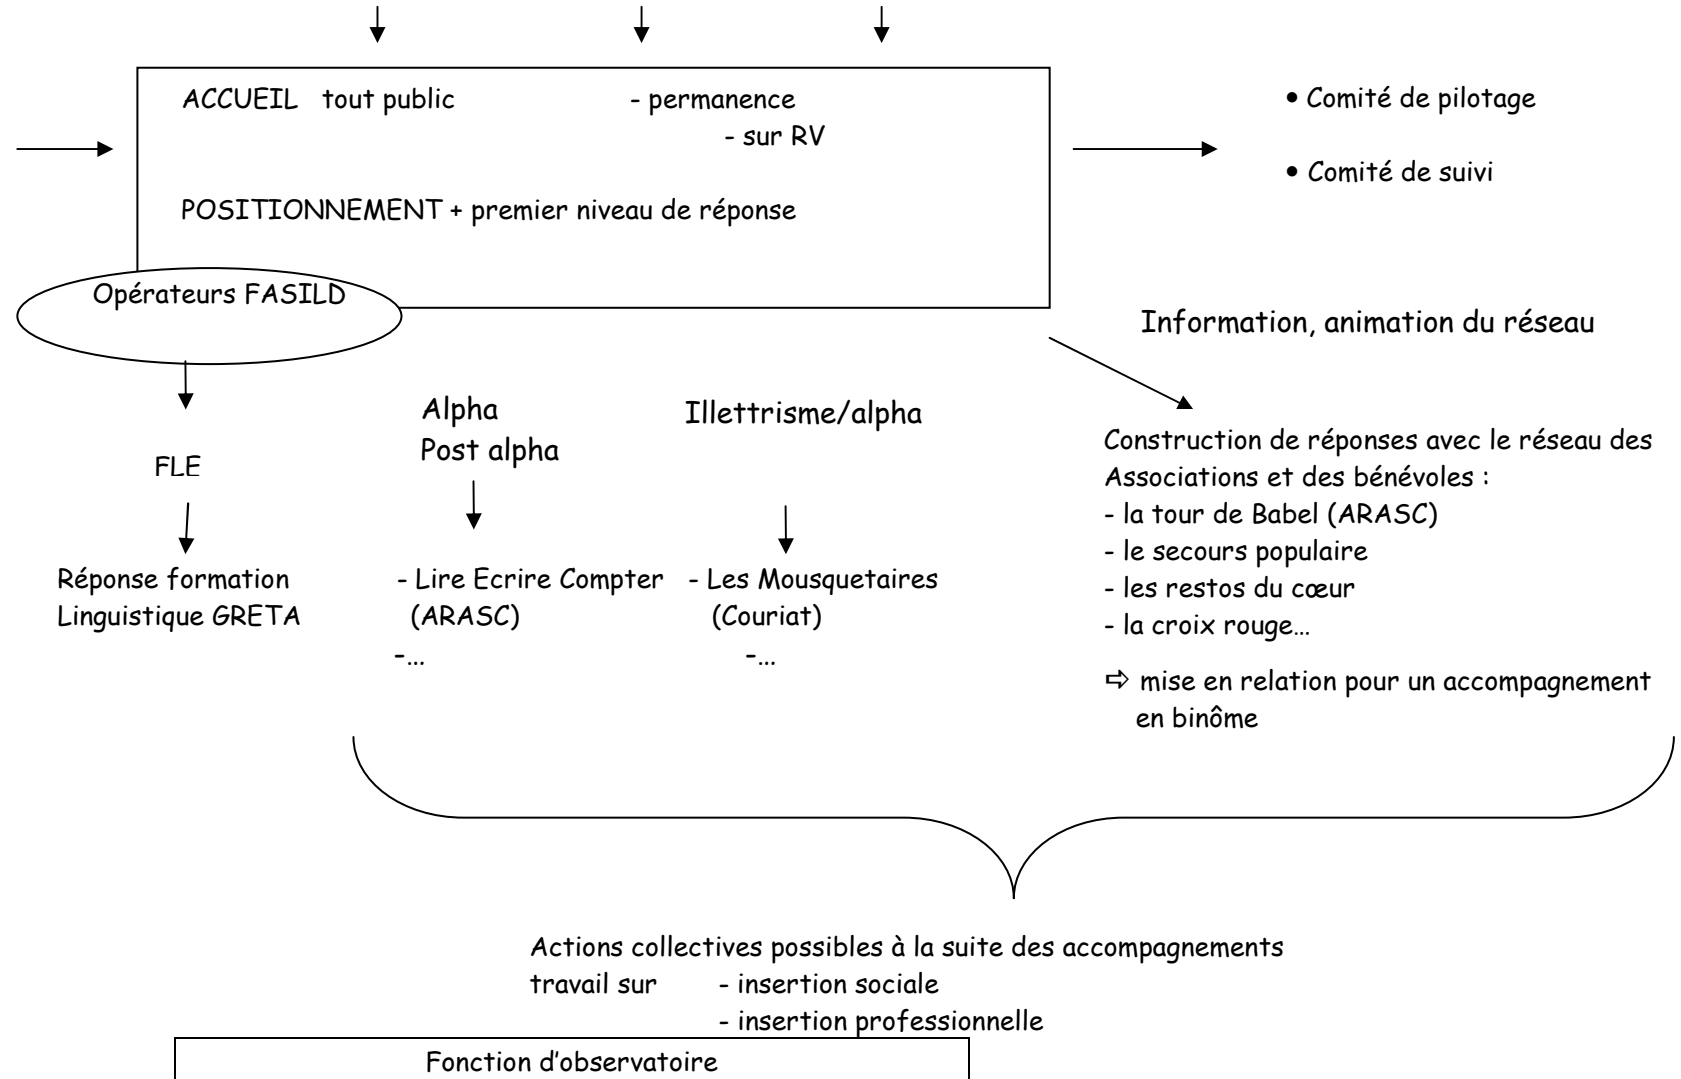 ACCUEIL tout public - permanence
- sur RV
POSITIONNEMENT + premier niveau de réponse
• Comité de pilotage
• Comité de suivi
Opérateurs FASILD
Information, animation du réseau
FLE
Réponse formation
Linguistique GRETA
Alpha
Post alpha
- Lire Ecrire Compter
(ARASC)
-...
Illettrisme/alpha
- Les Mousquetaires
(Couriat)
-...
Construction de réponses avec le réseau des
Associations et des bénévoles :
- la tour de Babel (ARASC)
- le secours populaire
- les restos du cœur
- la croix rouge...
⇨ mise en relation pour un accompagnement
en binôme
Actions collectives possibles à la suite des accompagnements
travail sur - insertion sociale
- insertion professionnelle
Fonction d'observatoire